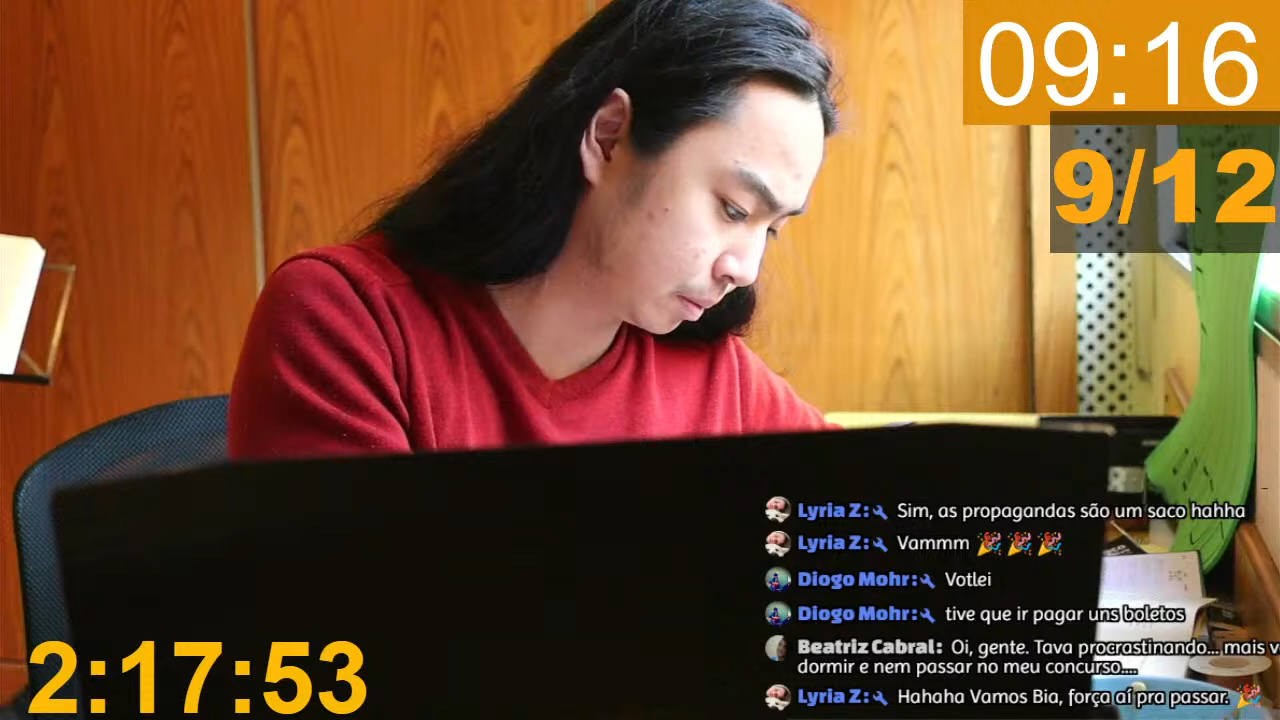 09:16
9/12
Lyria Z: Sim, as propagandas são um saco hahha
Lyria Z: Vammm 🎉 🎉 🎉
Diogo Mohr: Votlei
Diogo Mohr: tive que ir pagar uns boletos
Beatriz Cabral: Oi, gente. Tava procrastinando... mais v
dormir e nem passar no meu concurso....
Lyria Z: Hahaha Vamos Bia, força aí pra passar. 🎉
2:17:53